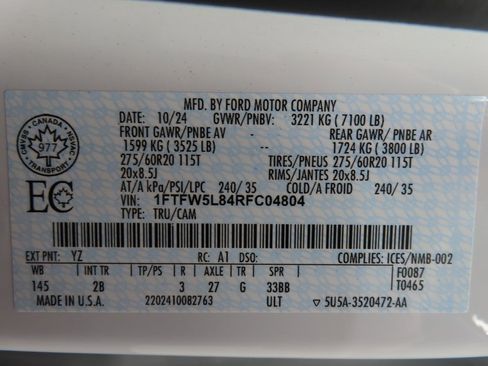 MFD. BY FORD MOTOR COMPANY
DATE: 10/24 GVWR/PNBV: 3221 KG ( 7100 LB)
FRONT GAWR/PNBE AV - REAR GAWR/ PNBE AR
1599 KG ( 3525 LB) 1724 KG ( 3800 LB)
275/60R20 115T TIRES/PNEUS 275/60R20 115T
20x8.5J RIMS/JANTES 20x8.5J
AT/A kPa/PSI/LPC 240/ 35 COLD/A FROID 240/ 35
VIN: 1FTFW5L84RFC04804
TYPE: TRU/CAM
CMVSS · CANADA · NSVAC
977
TRANSPORT
EC
EXT PNT: YZ RC: A1 DSO: COMPLIES: ICES/NMB-002
WB INT TR TP/PS R AXLE TR SPR F0087
145 2B 3 27 G 33BB T0465
MADE IN U.S.A. 2202410082763 ULT ▽ 5U5A-3520472-AA